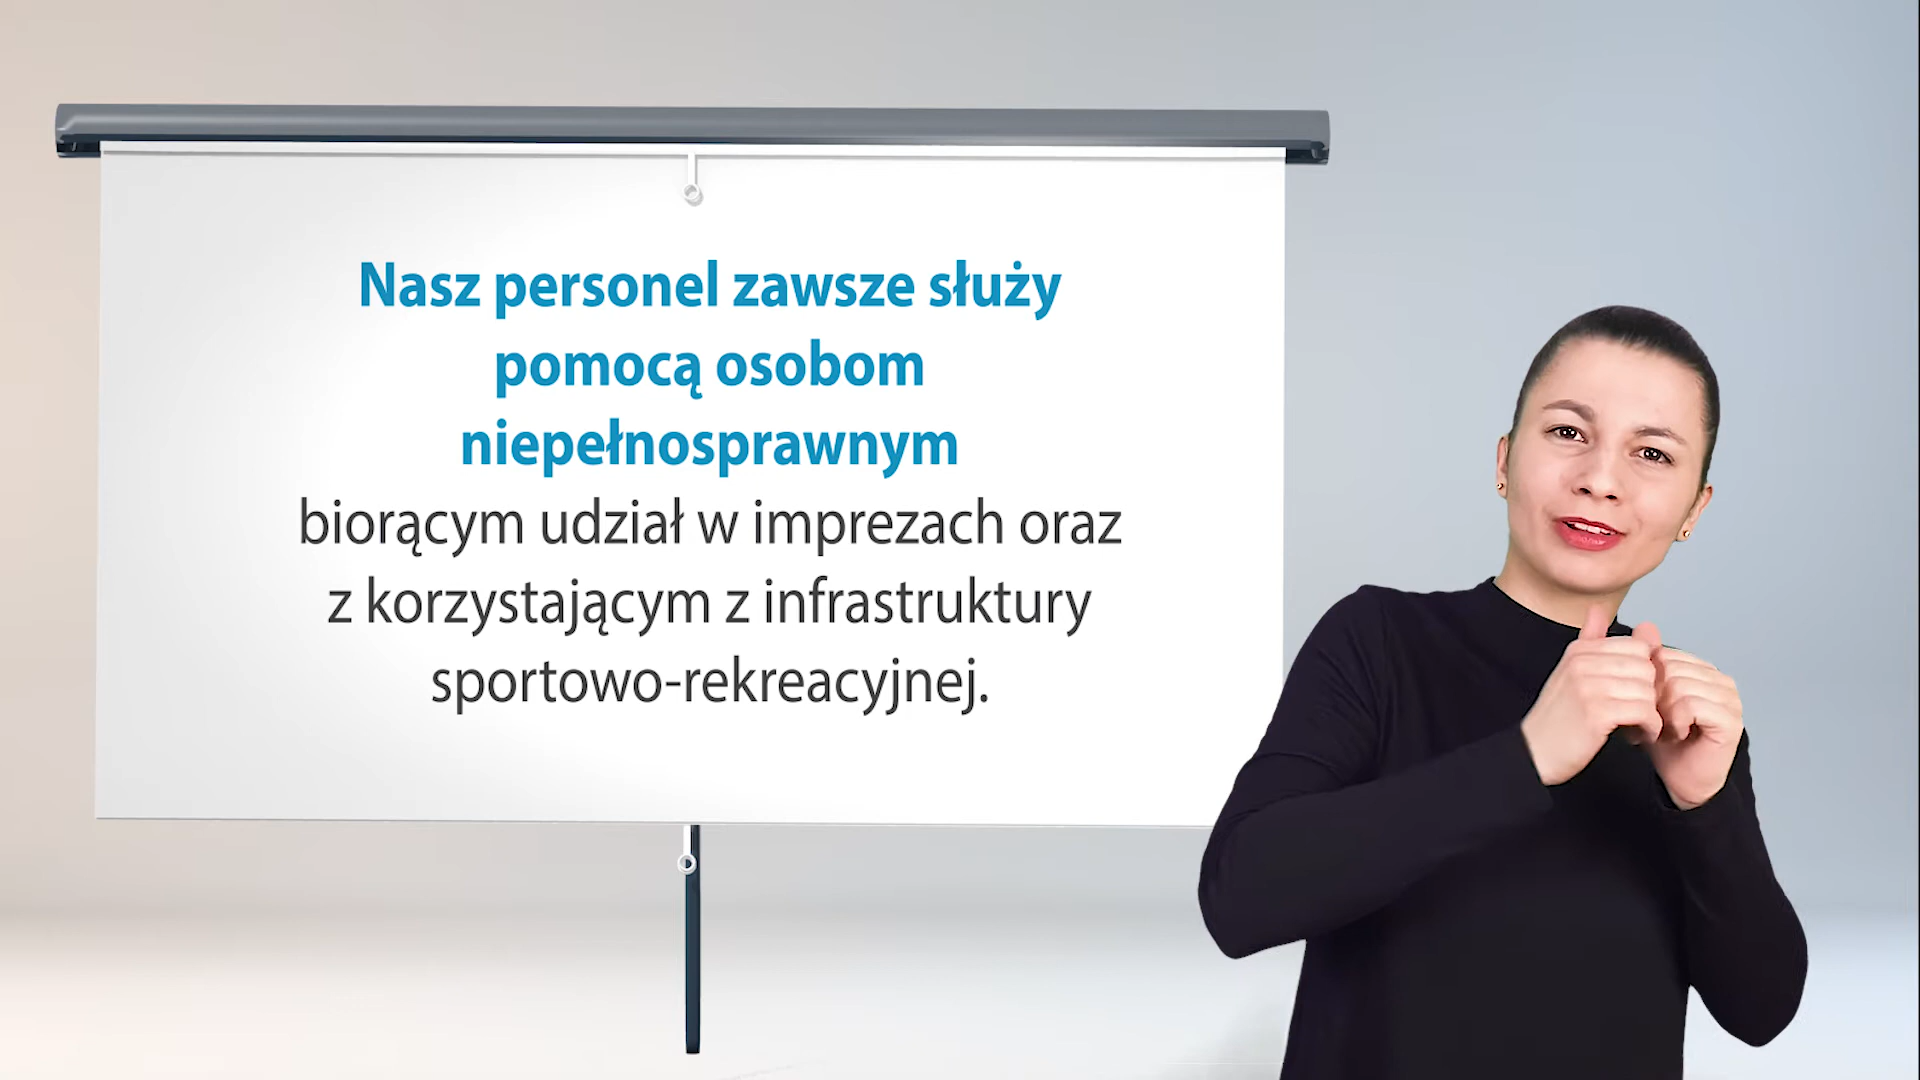 Nasz personel zawsze służy
pomocą osobom
niepełnosprawnym
biorącym udział w imprezach oraz
z korzystającym z infrastruktury
sportowo-rekreacyjnej.